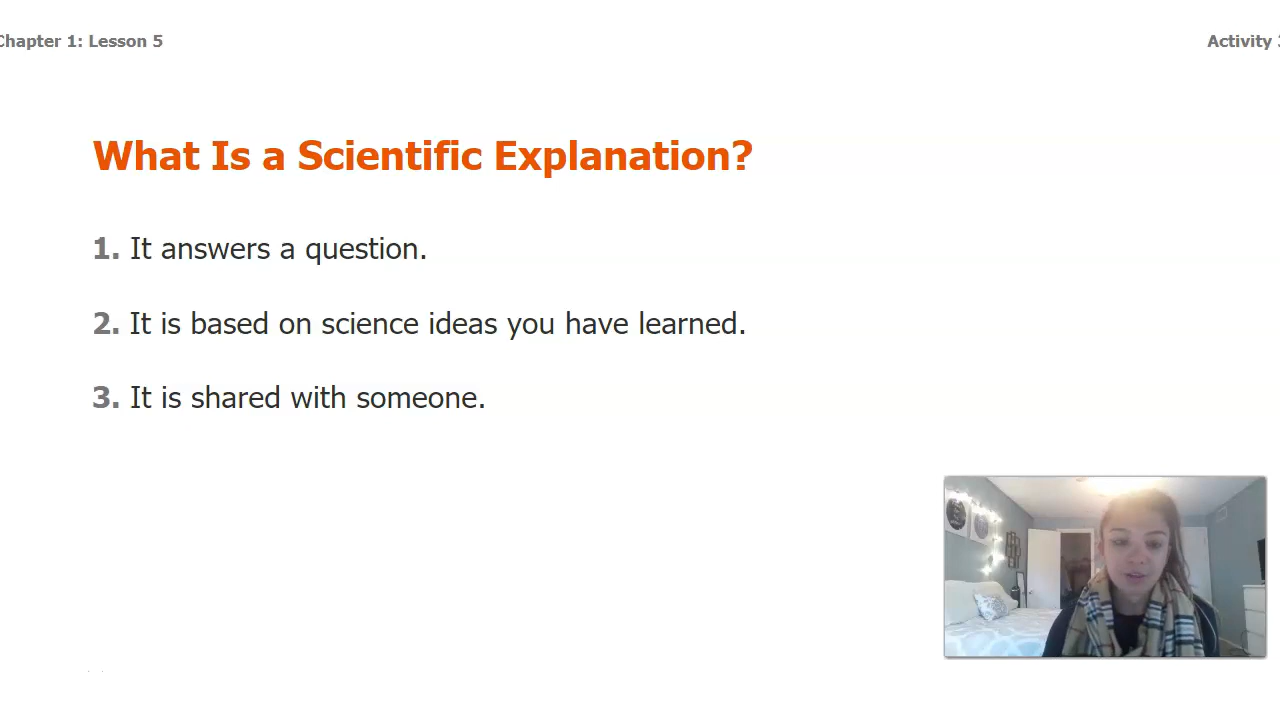 Chapter 1: Lesson 5
Activity 3
What Is a Scientific Explanation?
1. It answers a question.
2. It is based on science ideas you have learned.
3. It is shared with someone.